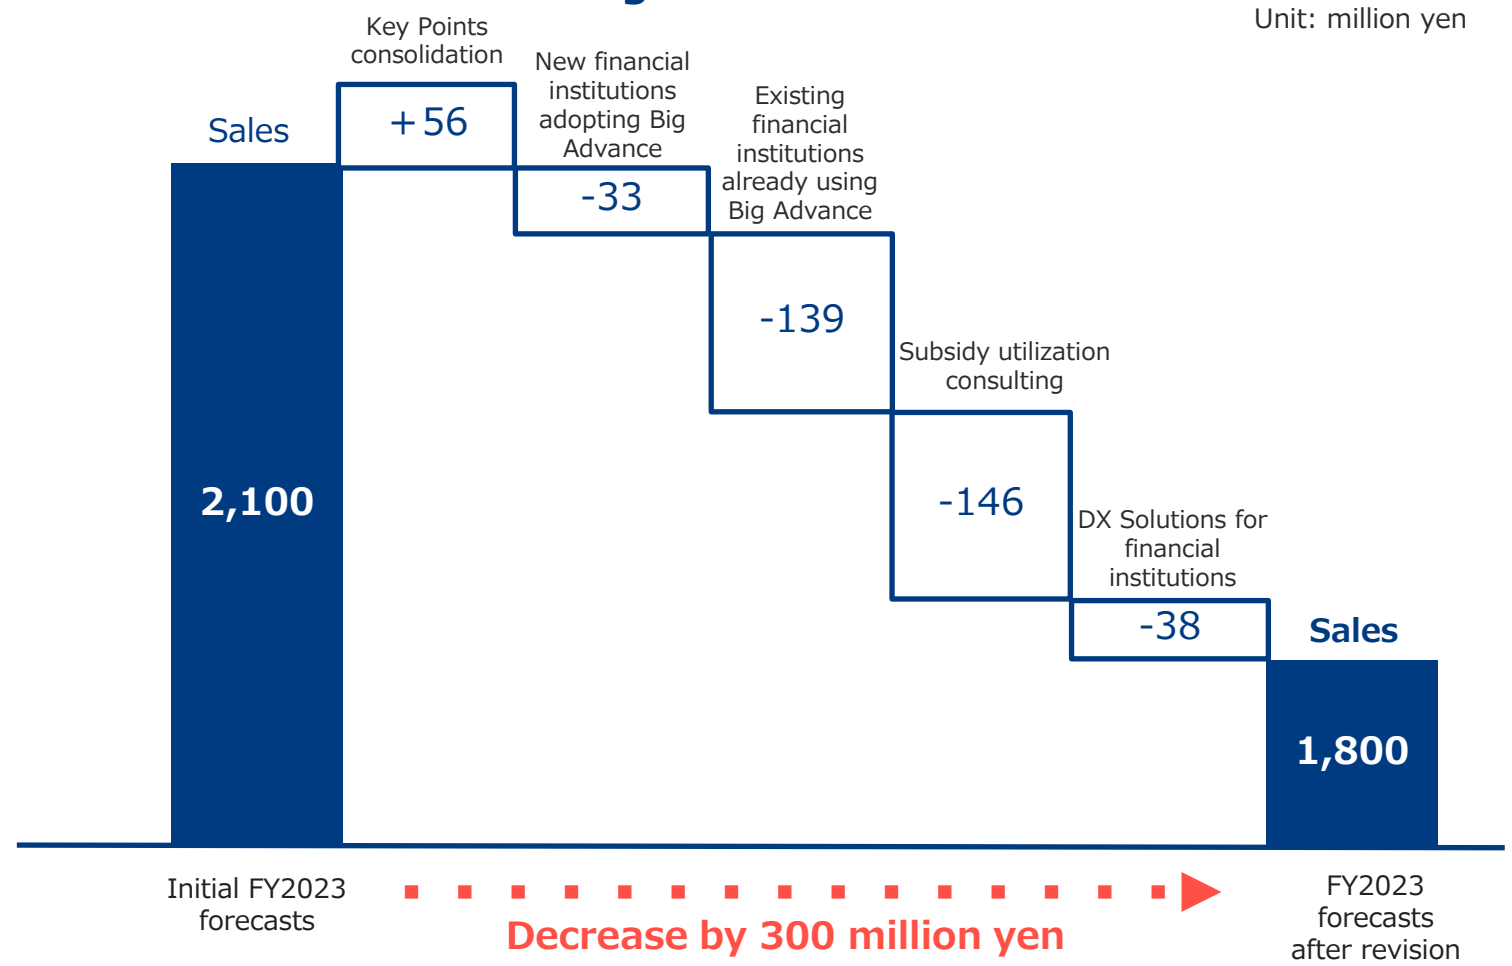 Unit: million yen
Key Points
consolidation
+56
New financial
institutions
adopting Big
Advance
-33
Existing
financial
institutions
already using
Big Advance
-139
Subsidy utilization
consulting
-146
DX Solutions for
financial
institutions
-38
Sales
2,100
Sales
1,800
Initial FY2023
forecasts
Decrease by 300 million yen
FY2023
forecasts
after revision